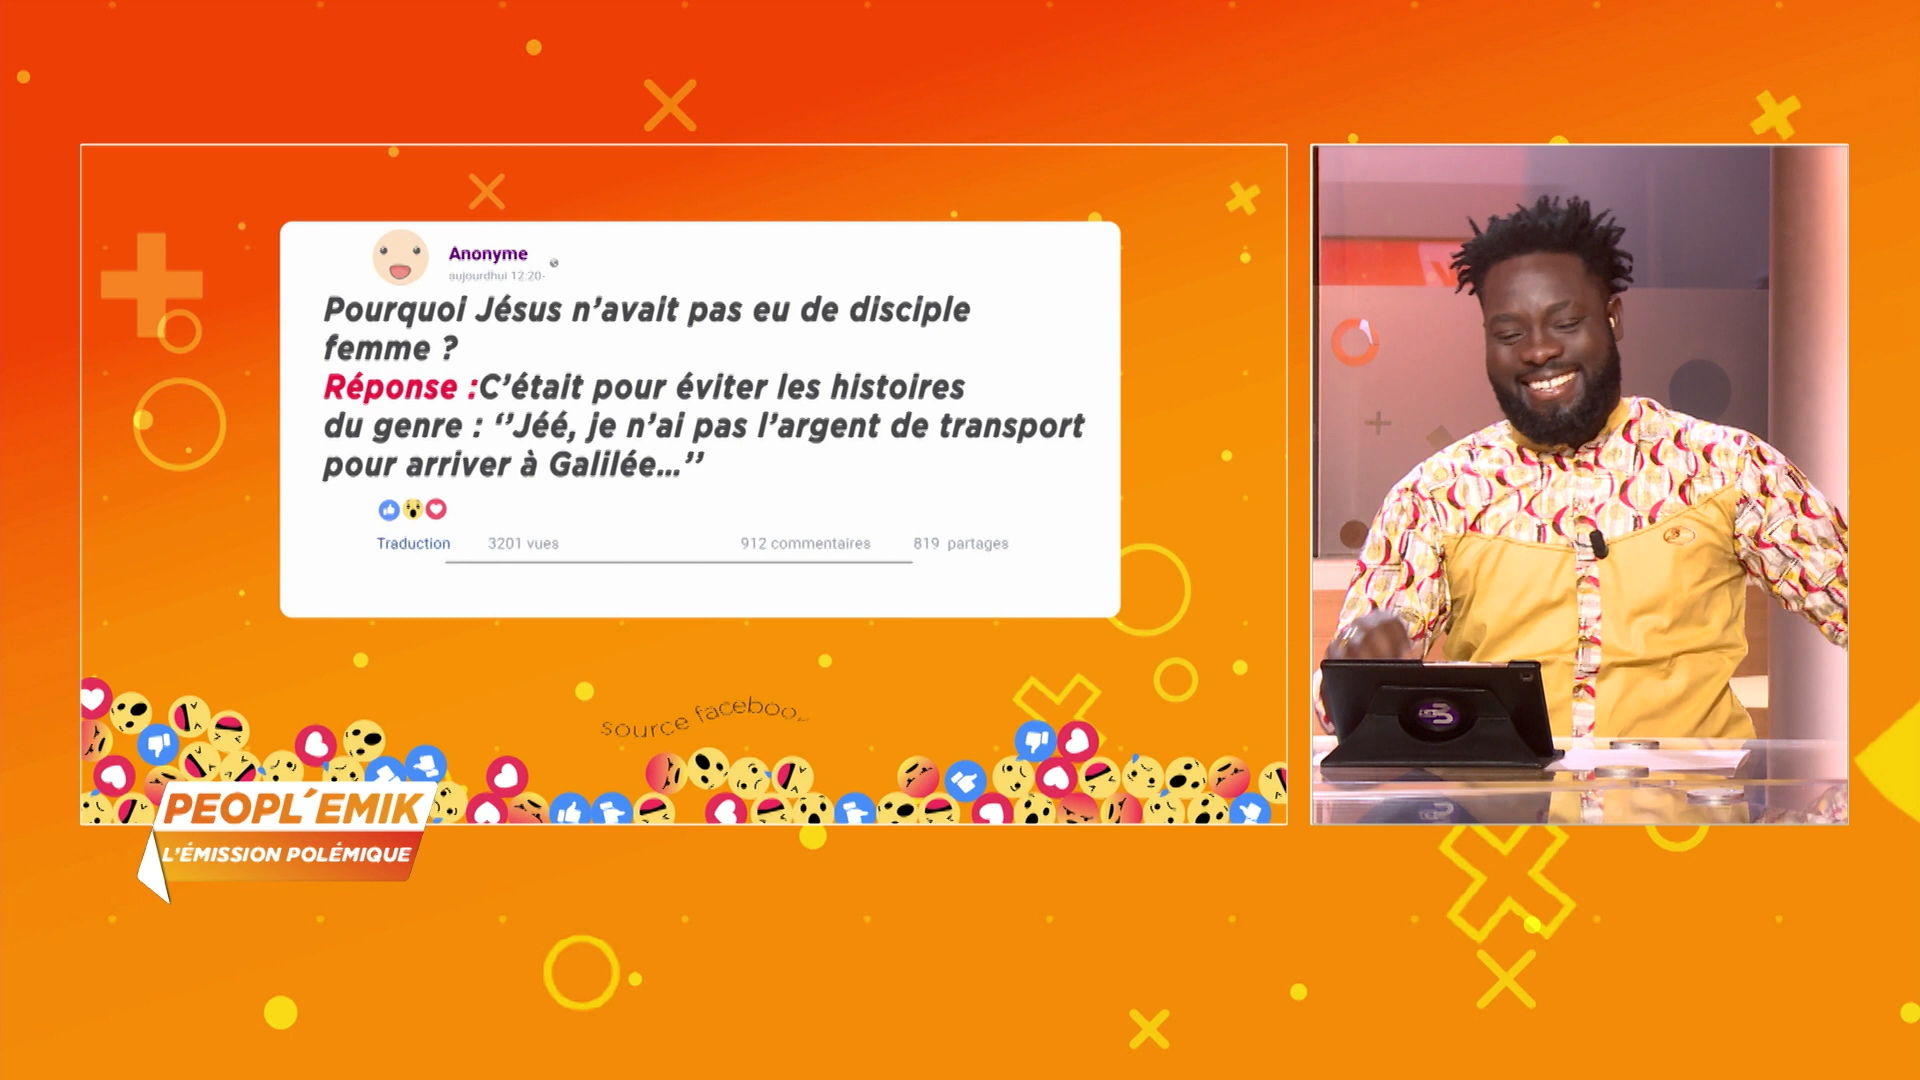 Anonyme
aujourdhui 12:20-
Pourquoi Jésus n’avait pas eu de disciple
femme ?
Réponse :C’était pour éviter les histoires
du genre : ‘’Jéé, je n’ai pas l’argent de transport
pour arriver à Galilée...’’
Traduction 3201 vues 912 commentaires 819 partages
source faceboo
PEOPL´EMIK
L’ÉMISSION POLÉMIQUE